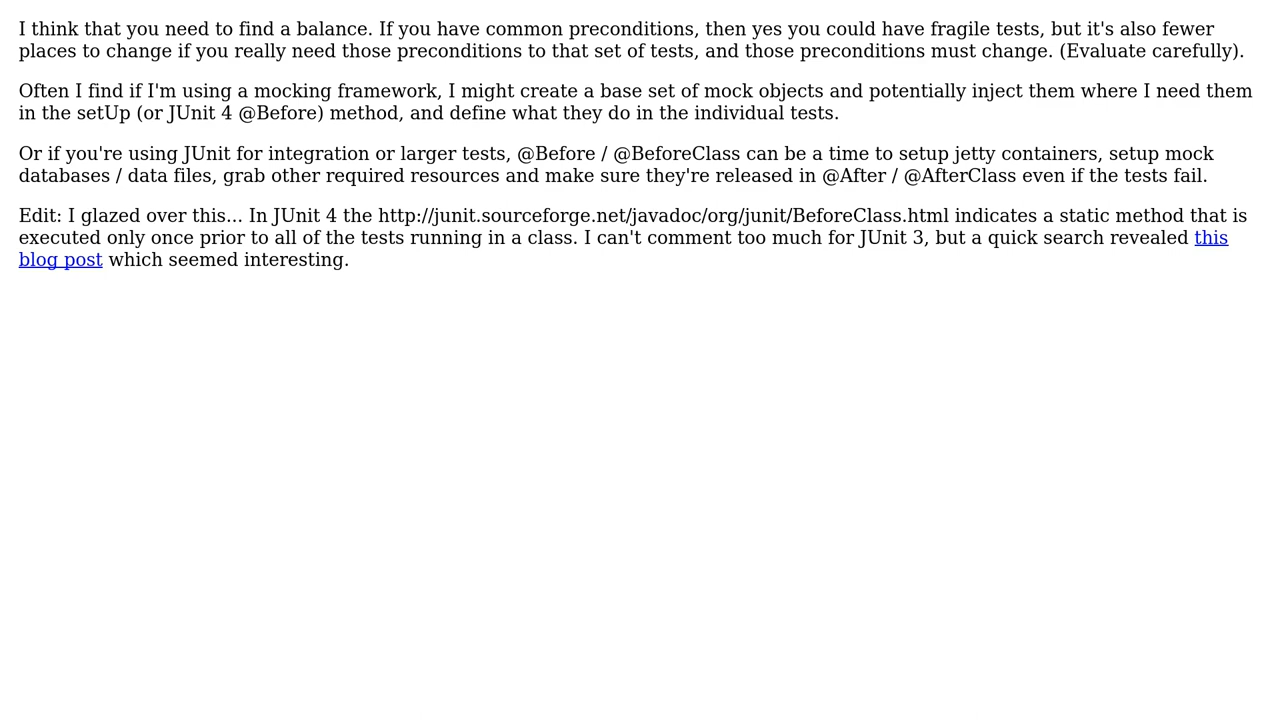 I think that you need to find a balance. If you have common preconditions, then yes you could have fragile tests, but it's also fewer
places to change if you really need those preconditions to that set of tests, and those preconditions must change. (Evaluate carefully).
Often I find if I'm using a mocking framework, I might create a base set of mock objects and potentially inject them where I need them
in the setUp (or JUnit 4 @Before) method, and define what they do in the individual tests.
Or if you're using JUnit for integration or larger tests, @Before / @BeforeClass can be a time to setup jetty containers, setup mock
databases / data files, grab other required resources and make sure they're released in @After / @AfterClass even if the tests fail.
Edit: I glazed over this... In JUnit 4 the http://junit.sourceforge.net/javadoc/org/junit/BeforeClass.html indicates a static method that is
executed only once prior to all of the tests running in a class. I can't comment too much for JUnit 3, but a quick search revealed this
blog post which seemed interesting.